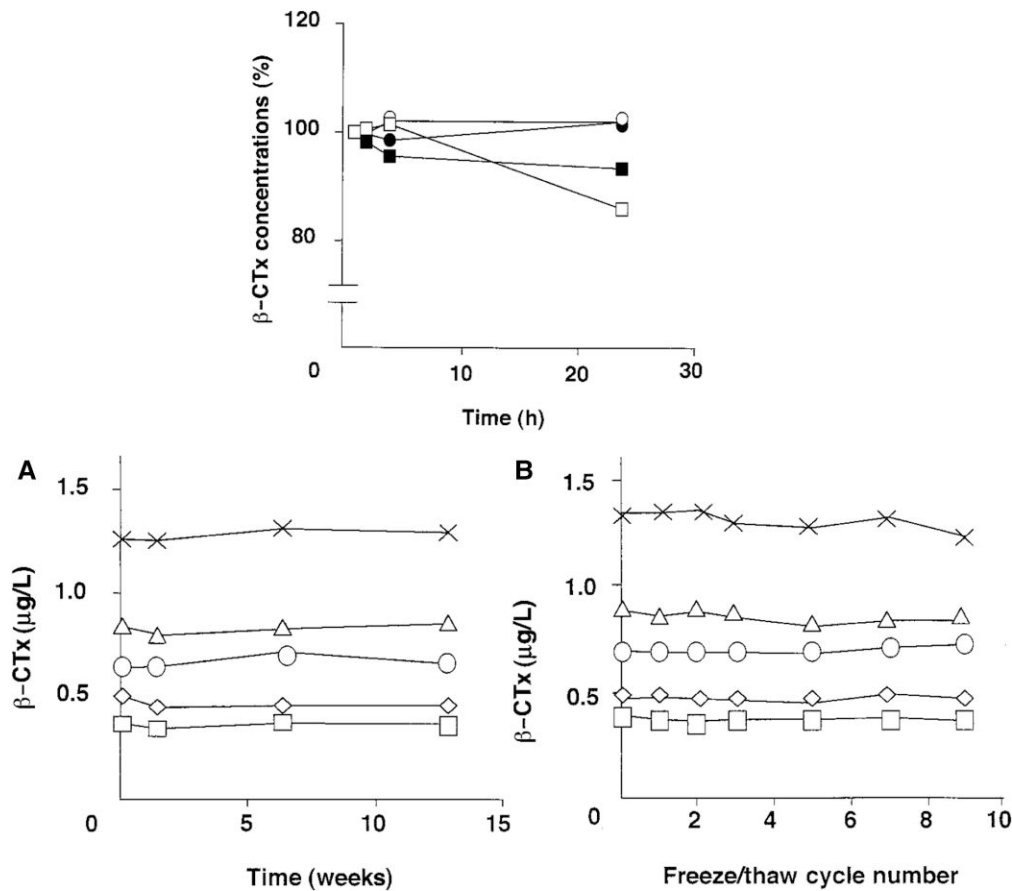 120
100
80
0
10
20
30
β-CTx concentrations (%)
Time (h)
A
1.5
1.0
0.5
0
5
10
15
β-CTx (μg/L)
Time (weeks)
B
1.5
1.0
0.5
0
2
4
6
8
10
β-CTx (μg/L)
Freeze/thaw cycle number